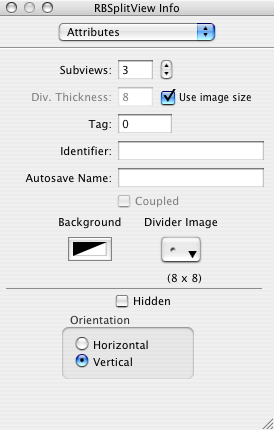 RBSplitView Info
Attributes
Subviews: 3
Div. Thickness: 8 Use image size
Tag: 0
Identifier:
Autosave Name:
Coupled
Background Divider Image
(8 x 8)
Hidden
Orientation
Horizontal
Vertical